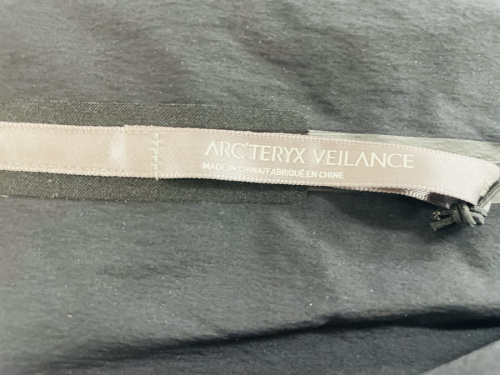 ARC'TERYX VEILANCE
MADE IN CHINA/FABRIQUÉ EN CHINE